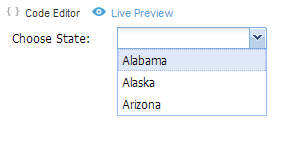 { } Code Editor Live Preview
Choose State:
Alabama
Alaska
Arizona